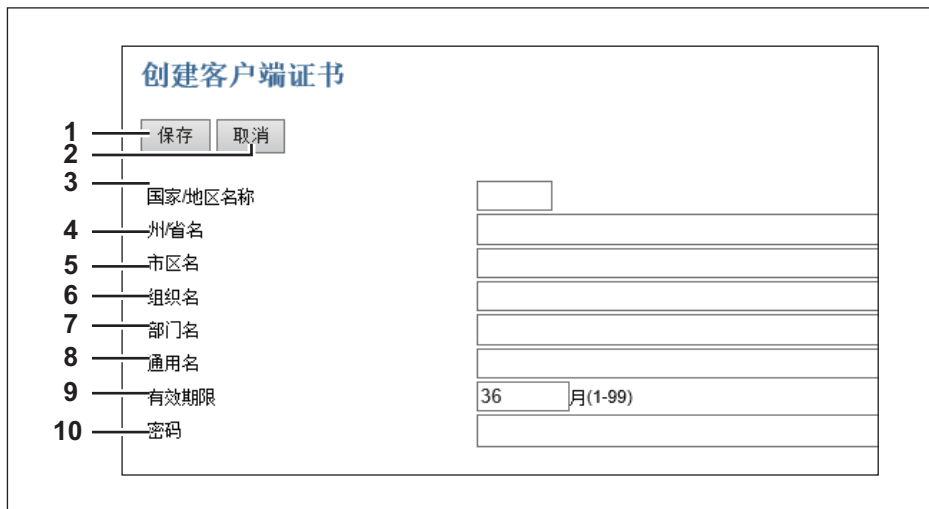 创建客户端证书
1 保存 取消
2
3 国家/地区名称
4 州/省名
5 市区名
6 组织名
7 部门名
8 通用名
9 有效期限 36 月(1-99)
10 密码